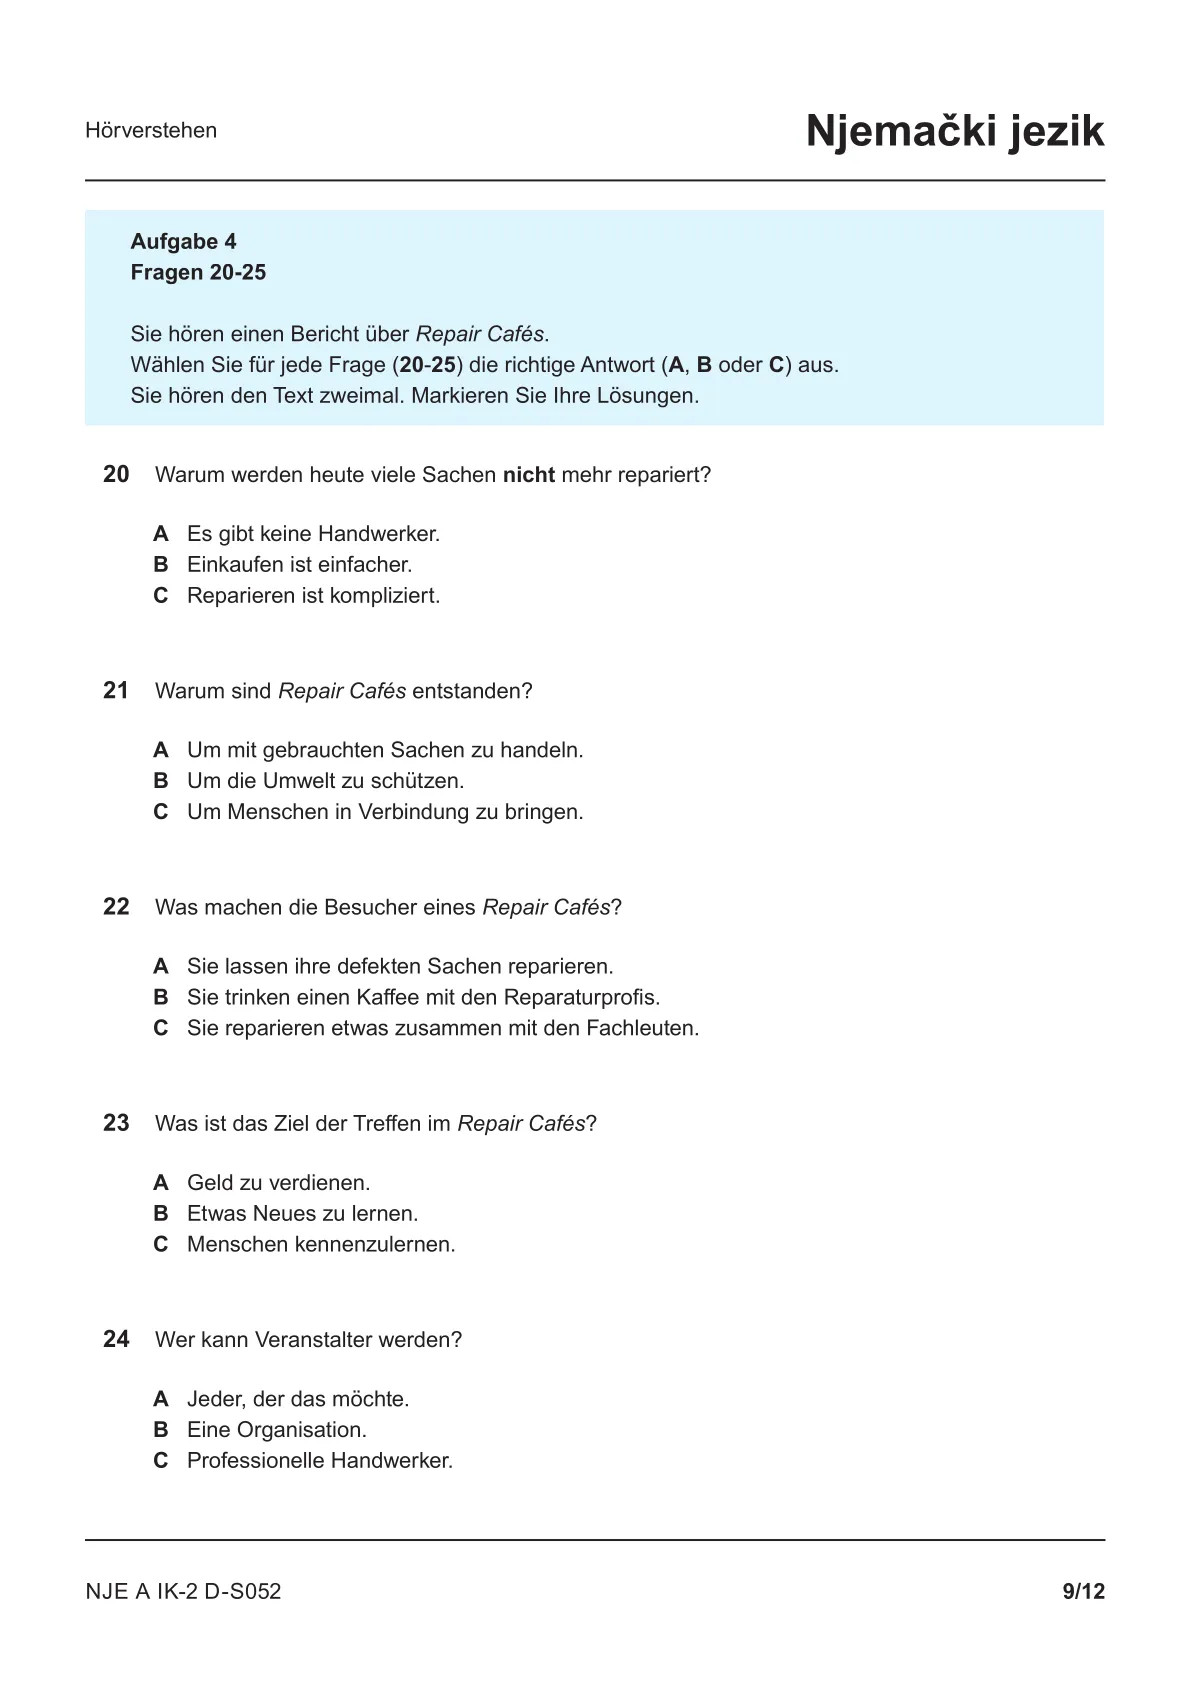 Hörverstehen
Njemački jezik
Aufgabe 4
Fragen 20-25
Sie hören einen Bericht über Repair Cafés.
Wählen Sie für jede Frage (20-25) die richtige Antwort (A, B oder C) aus.
Sie hören den Text zweimal. Markieren Sie Ihre Lösungen.
20 Warum werden heute viele Sachen nicht mehr repariert?
A Es gibt keine Handwerker.
B Einkaufen ist einfacher.
C Reparieren ist kompliziert.
21 Warum sind Repair Cafés entstanden?
A Um mit gebrauchten Sachen zu handeln.
B Um die Umwelt zu schützen.
C Um Menschen in Verbindung zu bringen.
22 Was machen die Besucher eines Repair Cafés?
A Sie lassen ihre defekten Sachen reparieren.
B Sie trinken einen Kaffee mit den Reparaturprofis.
C Sie reparieren etwas zusammen mit den Fachleuten.
23 Was ist das Ziel der Treffen im Repair Cafés?
A Geld zu verdienen.
B Etwas Neues zu lernen.
C Menschen kennenzulernen.
24 Wer kann Veranstalter werden?
A Jeder, der das möchte.
B Eine Organisation.
C Professionelle Handwerker.
NJE A IK-2 D-S052
9/12